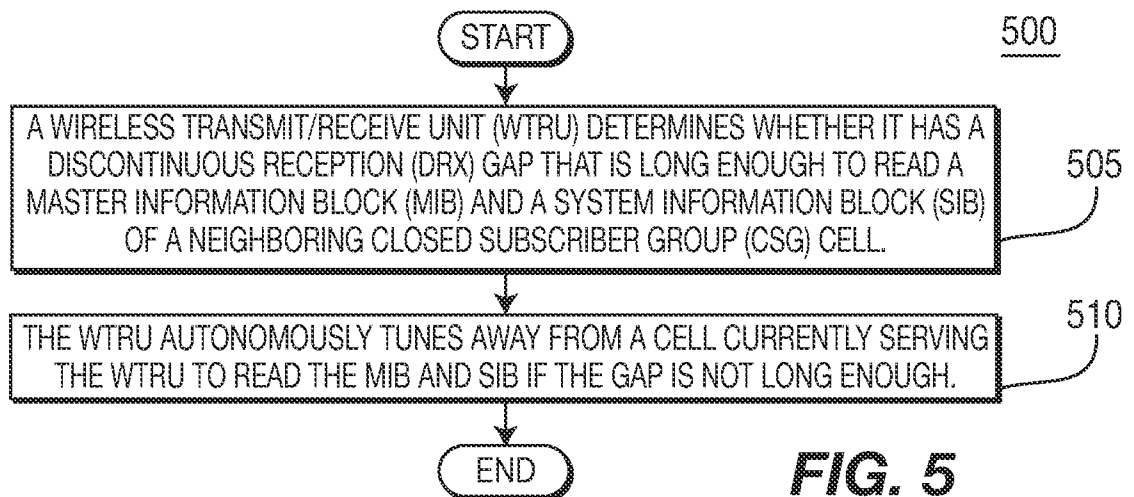 START
500
A WIRELESS TRANSMIT/RECEIVE UNIT (WTRU) DETERMINES WHETHER IT HAS A
DISCONTINUOUS RECEPTION (DRX) GAP THAT IS LONG ENOUGH TO READ A
MASTER INFORMATION BLOCK (MIB) AND A SYSTEM INFORMATION BLOCK (SIB)
OF A NEIGHBORING CLOSED SUBSCRIBER GROUP (CSG) CELL.
505
THE WTRU AUTONOMOUSLY TUNES AWAY FROM A CELL CURRENTLY SERVING
THE WTRU TO READ THE MIB AND SIB IF THE GAP IS NOT LONG ENOUGH.
510
END
FIG. 5